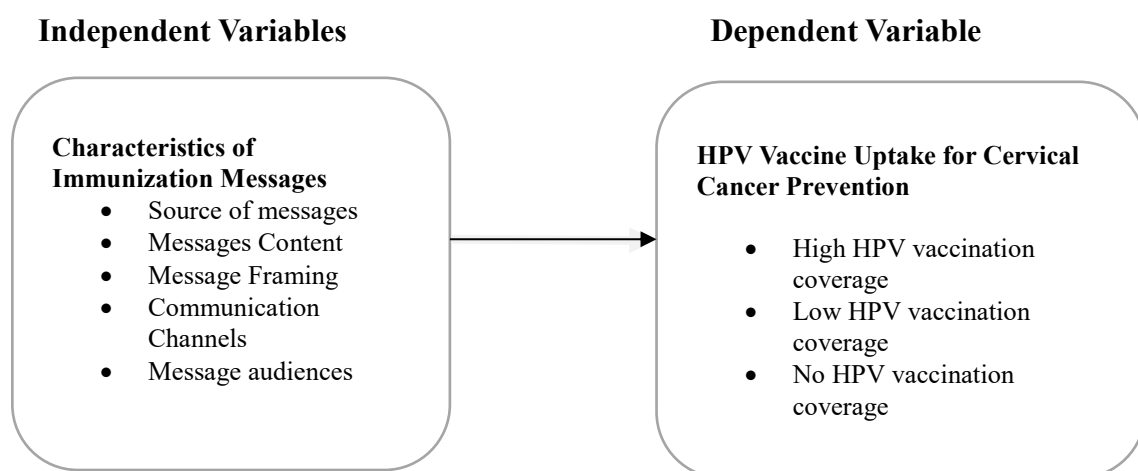 Independent Variables
Dependent Variable
Characteristics of
Immunization Messages
• Source of messages
• Messages Content
• Message Framing
• Communication
Channels
• Message audiences
HPV Vaccine Uptake for Cervical
Cancer Prevention
• High HPV vaccination
coverage
• Low HPV vaccination
coverage
• No HPV vaccination
coverage